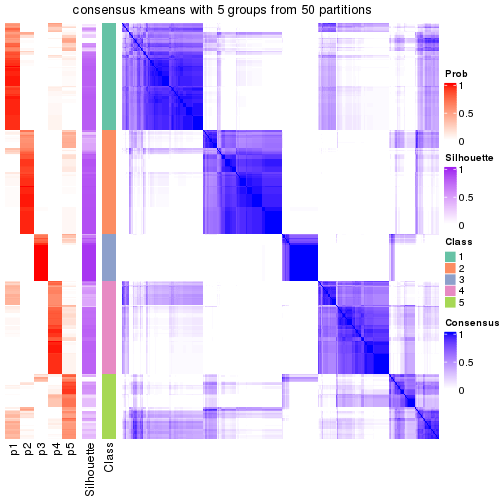 consensus kmeans with 5 groups from 50 partitions
Prob
1
0.5
0
Silhouette
1
0.5
0
Class
1
2
3
4
5
Consensus
1
0.5
0
p1
p2
p3
p4
p5
Silhouette
Class